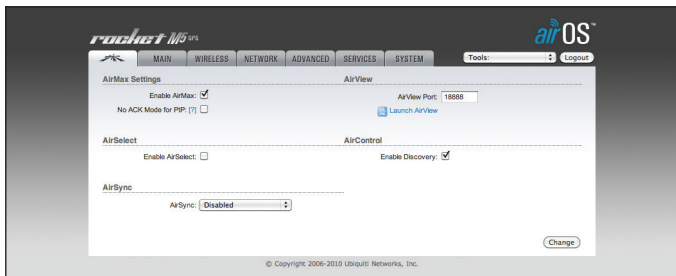 rocket M5 GPS
airOS™
MAIN WIRELESS NETWORK ADVANCED SERVICES SYSTEM Tools: Logout
AirMax Settings
Enable AirMax:
No ACK Mode for PtP: [?]
AirView
AirView Port: 18888
Launch AirView
AirSelect
Enable AirSelect:
AirControl
Enable Discovery:
AirSync
AirSync: Disabled
Change
© Copyright 2006-2010 Ubiquiti Networks, Inc.